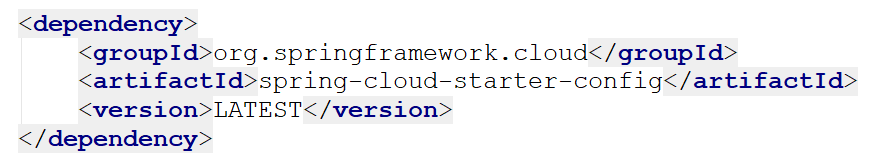 <dependency>
    <groupId>org.springframework.cloud</groupId>
    <artifactId>spring-cloud-starter-config</artifactId>
    <version>LATEST</version>
</dependency>